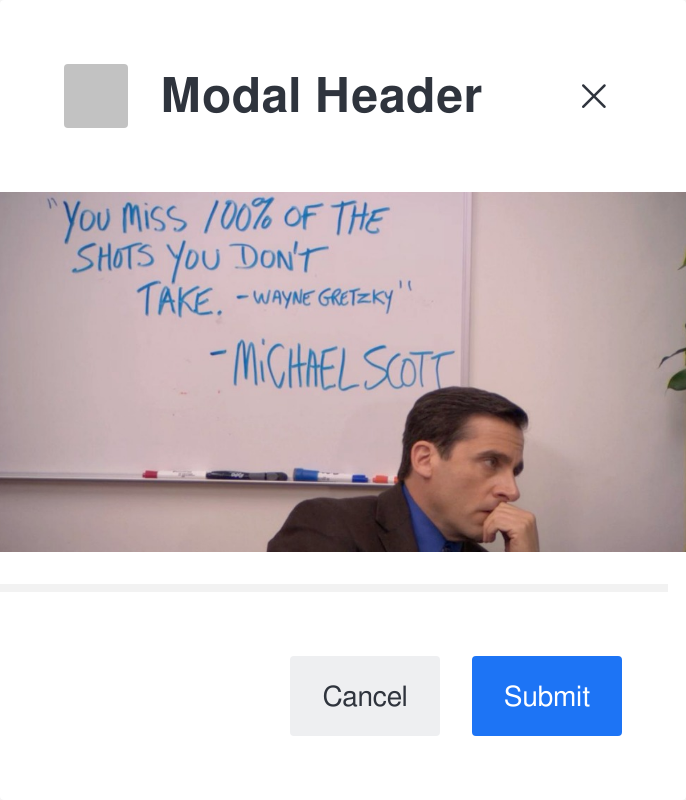 Modal Header
"YOU MiSS 100% OF THE
SHOTS YOU DON'T
TAKE. -WAYNE GRETZKY"
-MiCHAEL SCOTT
Cancel
Submit